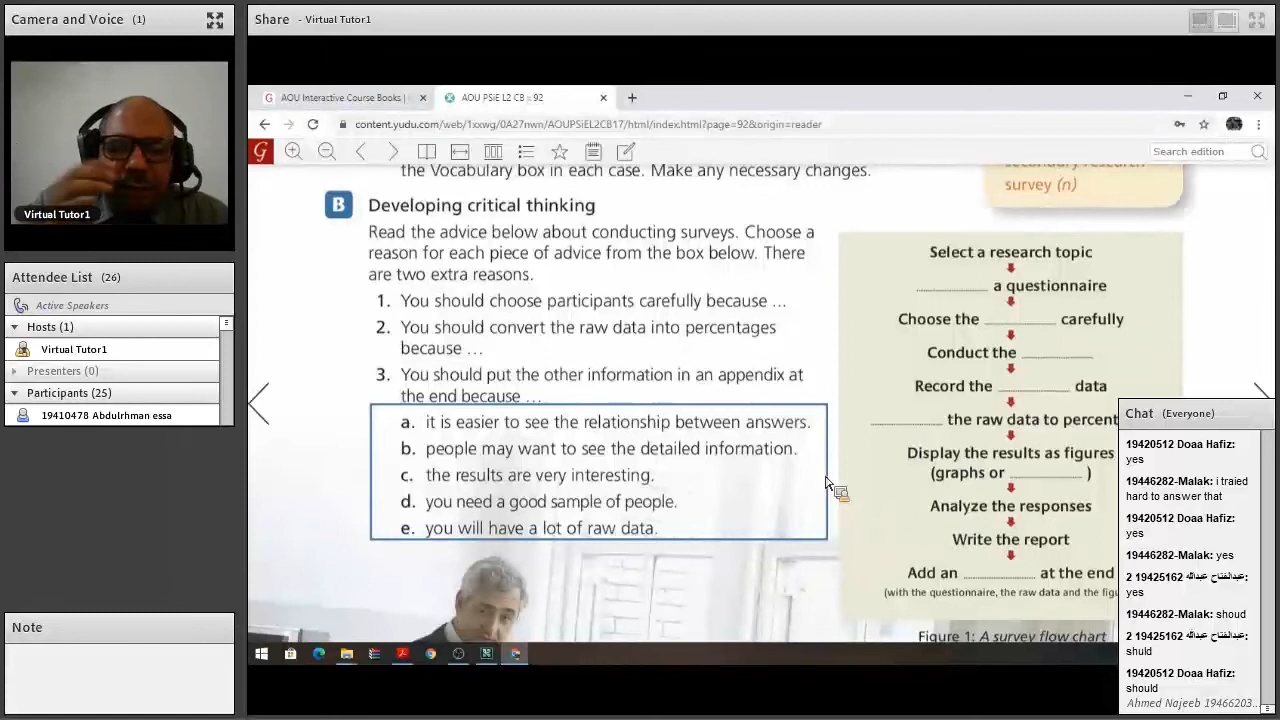 Camera and Voice (1)
Virtual Tutor1
Attendee List (26)
Active Speakers
Hosts (1)
Virtual Tutor1
Presenters (0)
Participants (25)
19410478 Abdulrhman essa
Note
Share - Virtual Tutor1
AOU Interactive Course Books |
AOU PSiE L2 CB : 92
content.yudu.com/web/1xxwg/0A27nwn/AOUPSiEL2CB17/html/index.html?page=92&origin=reader
Search edition
the Vocabulary box in each case. Make any necessary changes.
secondary research
survey (n)
B Developing critical thinking
Read the advice below about conducting surveys. Choose a
reason for each piece of advice from the box below. There
are two extra reasons.
1. You should choose participants carefully because …
2. You should convert the raw data into percentages
because …
3. You should put the other information in an appendix at
the end because …
a. it is easier to see the relationship between answers.
b. people may want to see the detailed information.
c. the results are very interesting.
d. you need a good sample of people.
e. you will have a lot of raw data.
Select a research topic
............... a questionnaire
Choose the ............... carefully
Conduct the ...............
Record the ............... data
............... the raw data to percent
Display the results as figures
(graphs or ............... )
Analyze the responses
Write the report
Add an ............... at the end
(with the questionnaire, the raw data and the figu
Figure 1: A survey flow chart
Chat (Everyone)
19420512 Doaa Hafiz:
yes
19446282-Malak: i traied
hard to answer that
19420512 Doaa Hafiz:
yes
19446282-Malak: yes
2 19425162 عبدالفتاح عبدالله:
yes
19446282-Malak: shoud
2 19425162 عبدالفتاح عبدالله:
shuld
19420512 Doaa Hafiz:
should
Ahmed Najeeb 19466203...